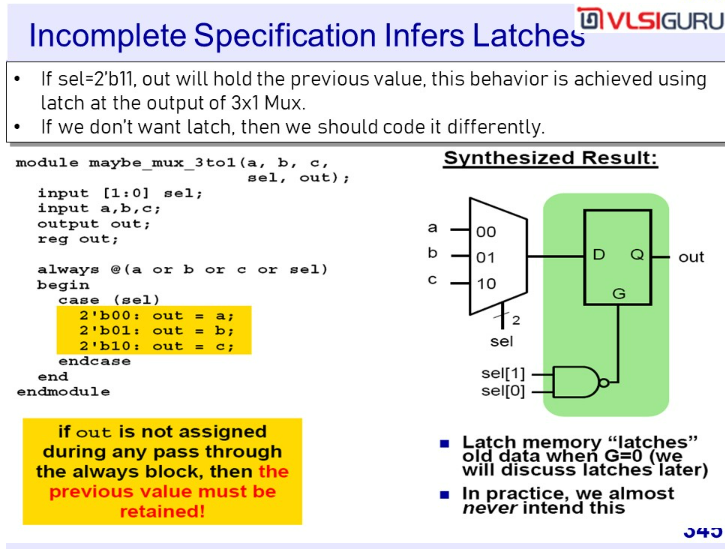 VLSIGURU
Incomplete Specification Infers Latches
• If sel=2'b11, out will hold the previous value, this behavior is achieved using
latch at the output of 3x1 Mux.
• If we don't want latch, then we should code it differently.
module maybe_mux_3to1(a, b, c,
sel, out);
input [1:0] sel;
input a,b,c;
output out;
reg out;
always @(a or b or c or sel)
begin
case (sel)
2'b00: out = a;
2'b01: out = b;
2'b10: out = c;
endcase
end
endmodule
if out is not assigned
during any pass through
the always block, then the
previous value must be
retained!
Synthesized Result:
a 00
b 01
c 10
2
sel
D Q out
G
sel[1]
sel[0]
Latch memory “latches”
old data when G=0 (we
will discuss latches later)
In practice, we almost
never intend this
345